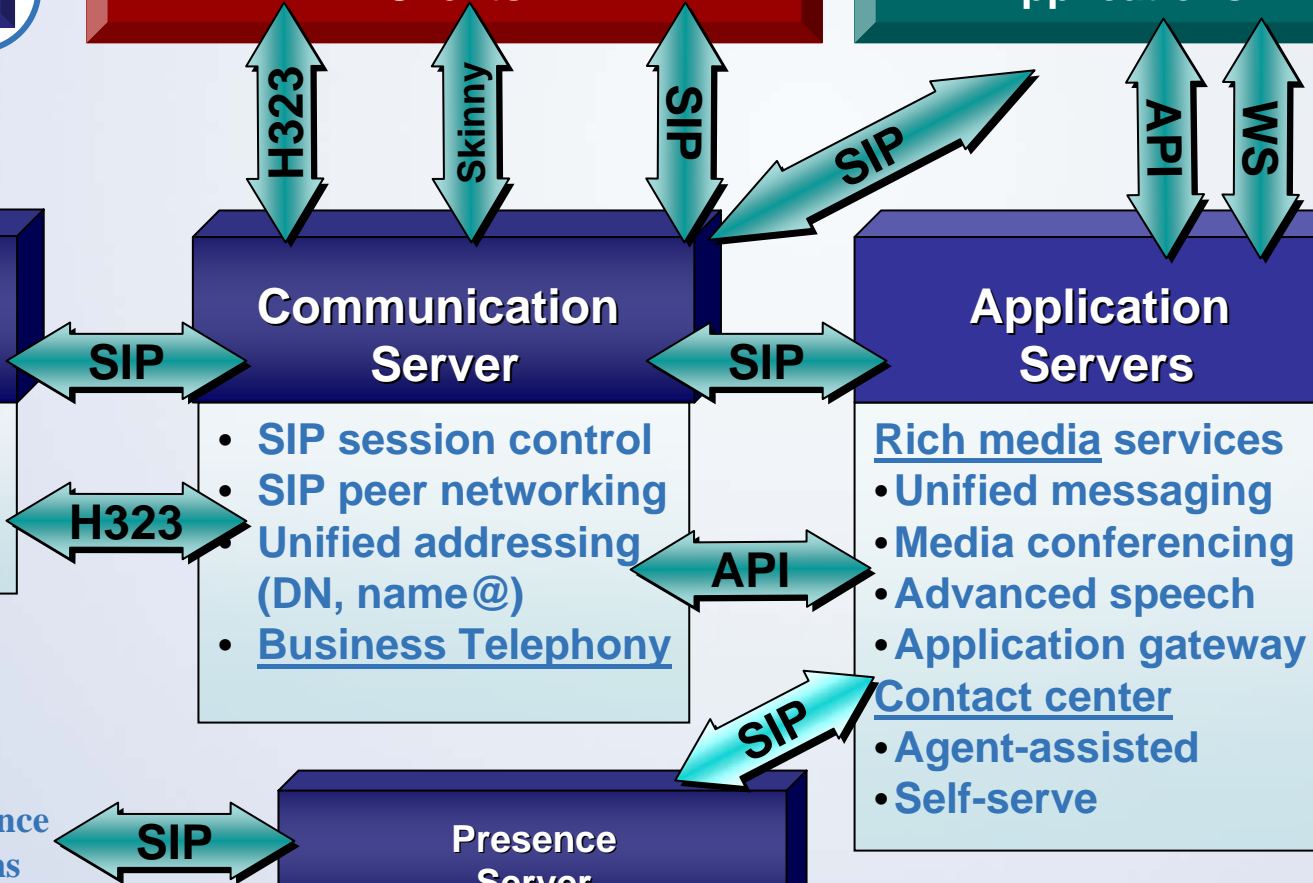 H323
Skinny
SIP
SIP
API
WS
Communication
Server
Application
Servers
SIP
SIP
• SIP session control
• SIP peer networking
• Unified addressing
(DN, name@)
• Business Telephony
H323
API
Rich media services
• Unified messaging
• Media conferencing
• Advanced speech
• Application gateway
Contact center
• Agent-assisted
• Self-serve
SIP
SIP
Presence
Server